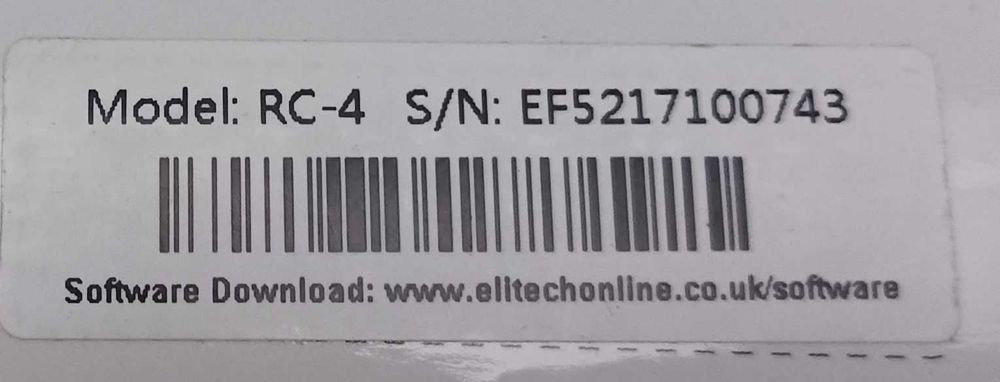 Model: RC-4 S/N: EF5217100743
Software Download: www.elitechonline.co.uk/software